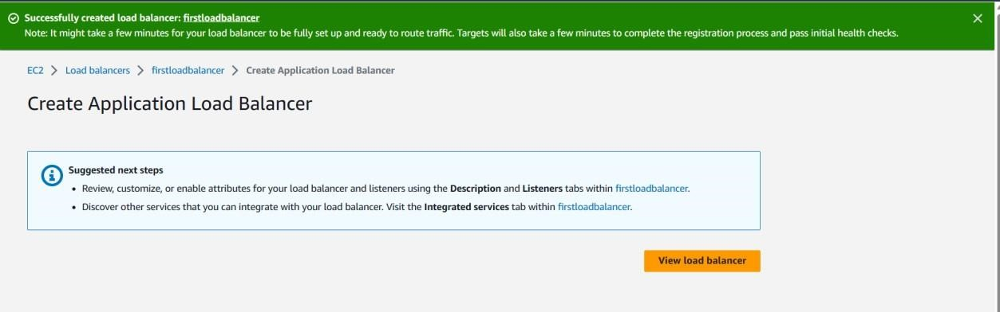 Successfully created load balancer: firstloadbalancer
Note: It might take a few minutes for your load balancer to be fully set up and ready to route traffic. Targets will also take a few minutes to complete the registration process and pass initial health checks.
EC2 > Load balancers > firstloadbalancer > Create Application Load Balancer
Create Application Load Balancer
Suggested next steps
• Review, customize, or enable attributes for your load balancer and listeners using the Description and Listeners tabs within firstloadbalancer.
• Discover other services that you can integrate with your load balancer. Visit the Integrated services tab within firstloadbalancer.
View load balancer